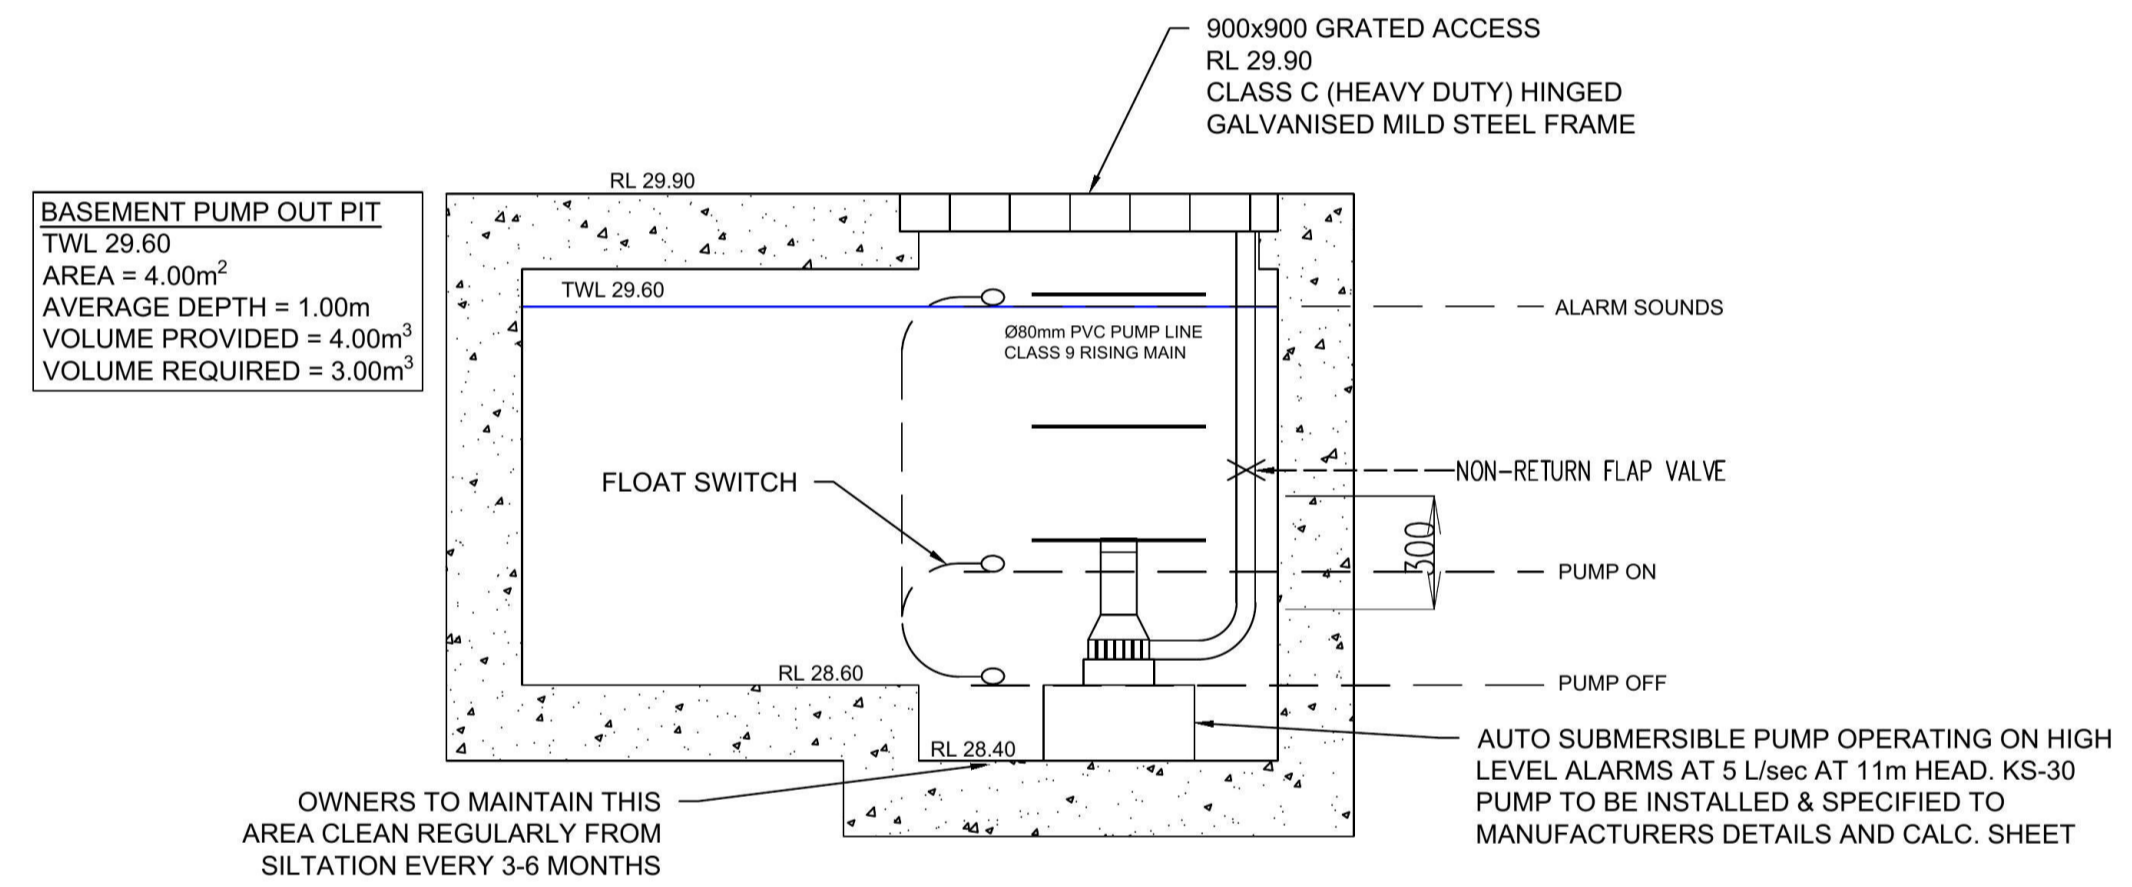 900x900 GRATED ACCESS
RL 29.90
CLASS C (HEAVY DUTY) HINGED
GALVANISED MILD STEEL FRAME
RL 29.90
BASEMENT PUMP OUT PIT
TWL 29.60
AREA = 4.00m²
AVERAGE DEPTH = 1.00m
VOLUME PROVIDED = 4.00m³
VOLUME REQUIRED = 3.00m³
TWL 29.60
ALARM SOUNDS
Ø80mm PVC PUMP LINE
CLASS 9 RISING MAIN
FLOAT SWITCH
NON-RETURN FLAP VALVE
300
PUMP ON
RL 28.60
PUMP OFF
RL 28.40
AUTO SUBMERSIBLE PUMP OPERATING ON HIGH
LEVEL ALARMS AT 5 L/sec AT 11m HEAD. KS-30
PUMP TO BE INSTALLED & SPECIFIED TO
MANUFACTURERS DETAILS AND CALC. SHEET
OWNERS TO MAINTAIN THIS
AREA CLEAN REGULARLY FROM
SILTATION EVERY 3-6 MONTHS